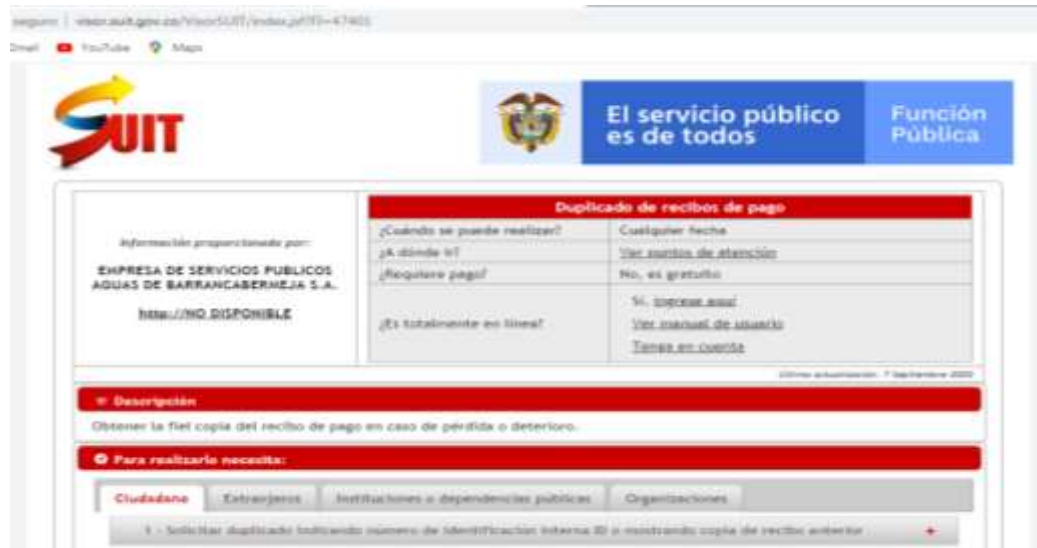 seguro | visor.suit.gov.co/VisorSUIT/index.jsf?FI=47401
Gmail YouTube Maps
SUIT
El servicio público
es de todos
Función
Pública
Duplicado de recibos de pago
Información proporcionada por:
EMPRESA DE SERVICIOS PUBLICOS
AGUAS DE BARRANCABERMEJA S.A.
http://NO DISPONIBLE
¿Cuándo se puede realizar? Cualquier fecha
¿A dónde ir? Ver puntos de atención
¿Requiere pago? No, es gratuito
¿Es totalmente en línea?
Sí, ingrese aquí
Ver manual de usuario
Tenga en cuenta
Última actualización: 7 Septiembre
Descripción
Obtener la fiel copia del recibo de pago en caso de pérdida o deterioro.
Para realizarlo necesita:
Ciudadano Extranjeros Instituciones o dependencias públicas Organizaciones
1 - Solicitar duplicado indicando número de identificación interna ID o mostrando copia de recibo anterior +